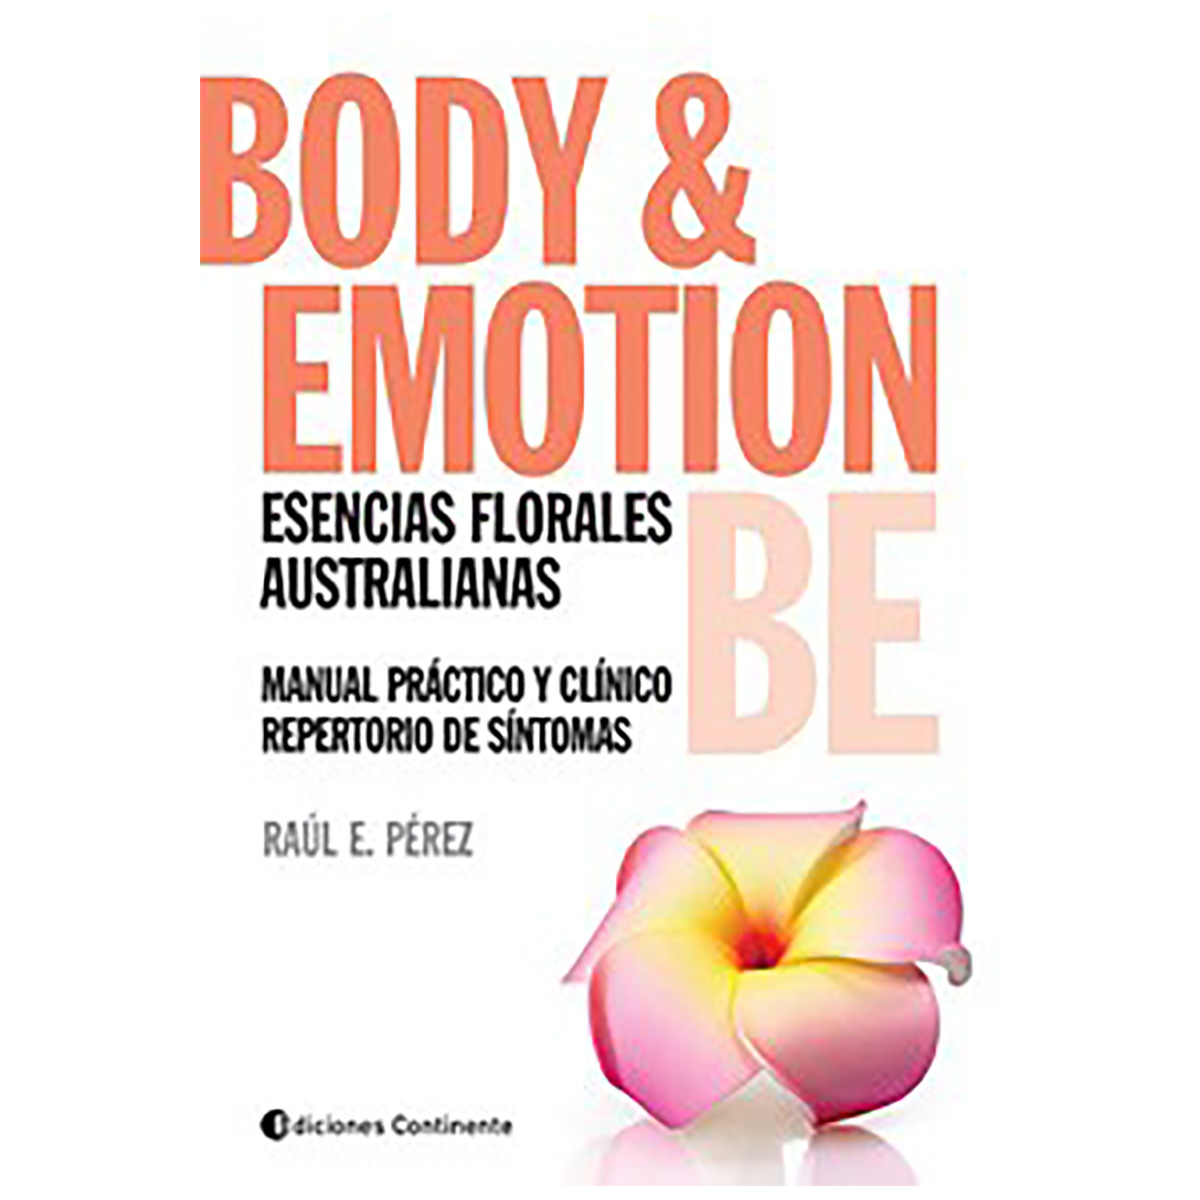 BODY &
EMOTION
ESENCIAS FLORALES
AUSTRALIANAS
BE
MANUAL PRÁCTICO Y CLÍNICO
REPERTORIO DE SÍNTOMAS
RAÚL E. PÉREZ
Ediciones Continente